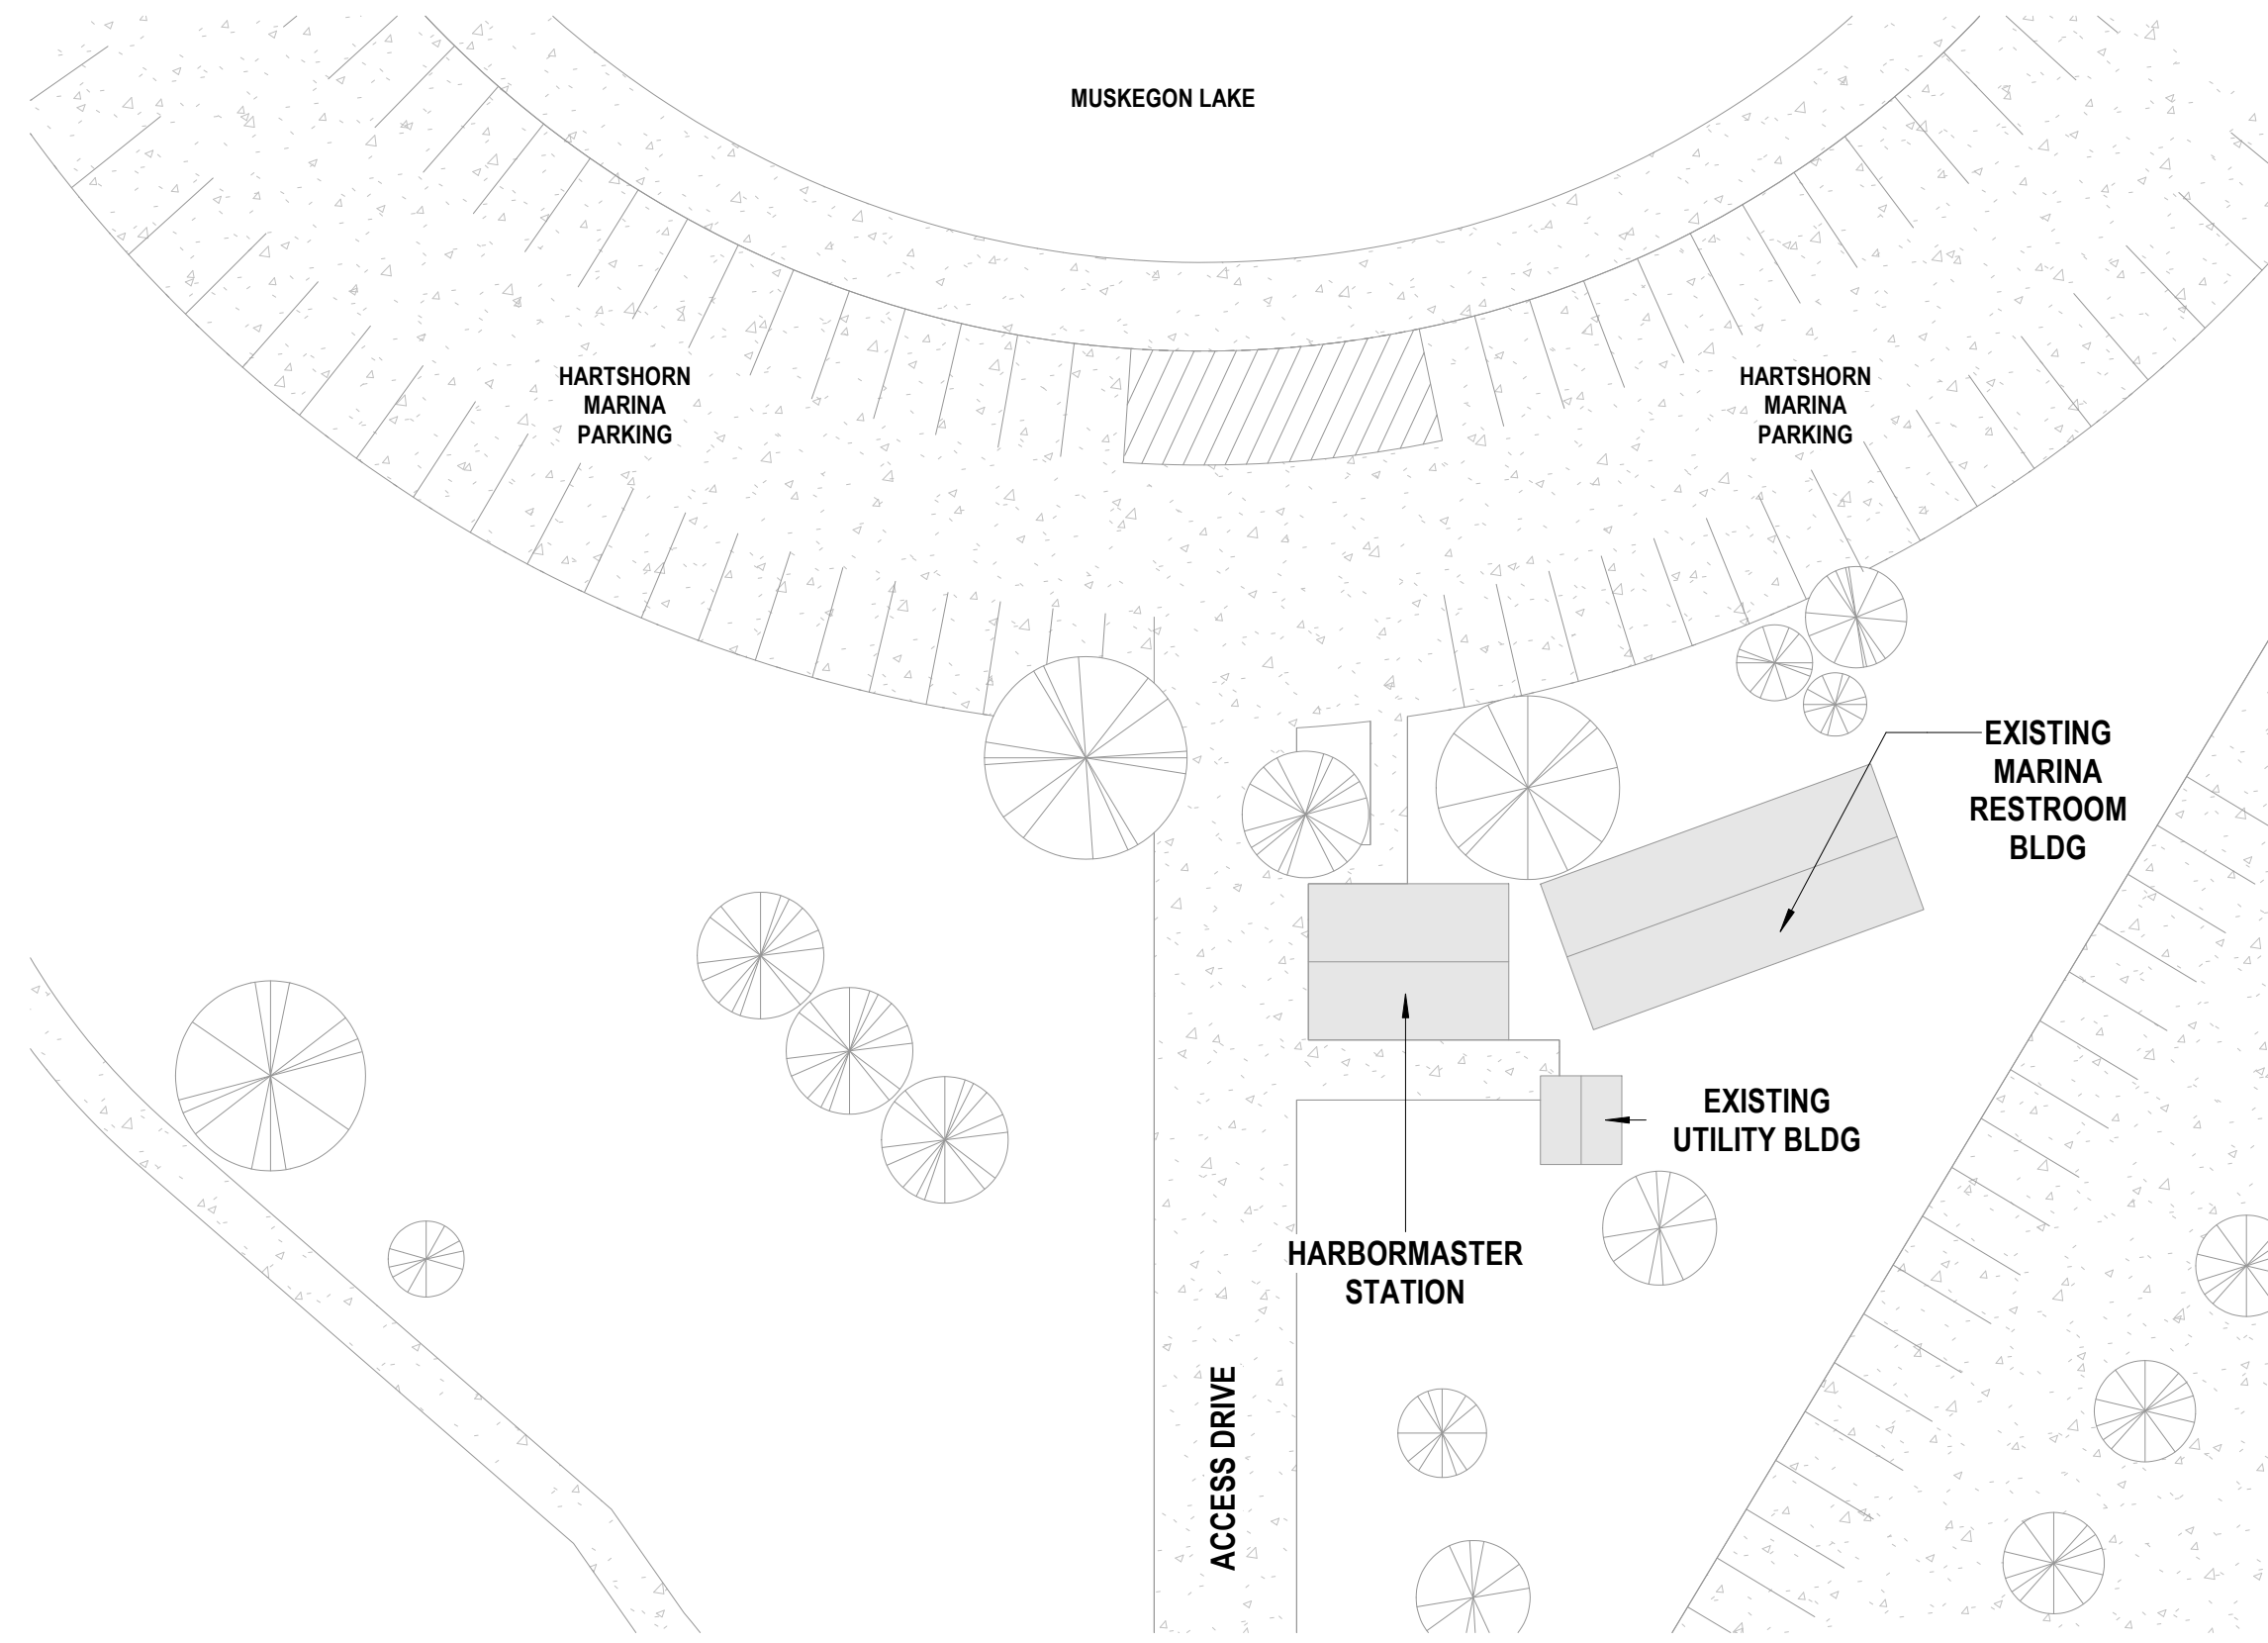 MUSKEGON LAKE
HARTSHORN
MARINA
PARKING
HARTSHORN
MARINA
PARKING
EXISTING
MARINA
RESTROOM
BLDG
EXISTING
UTILITY BLDG
HARBORMASTER
STATION
ACCESS DRIVE